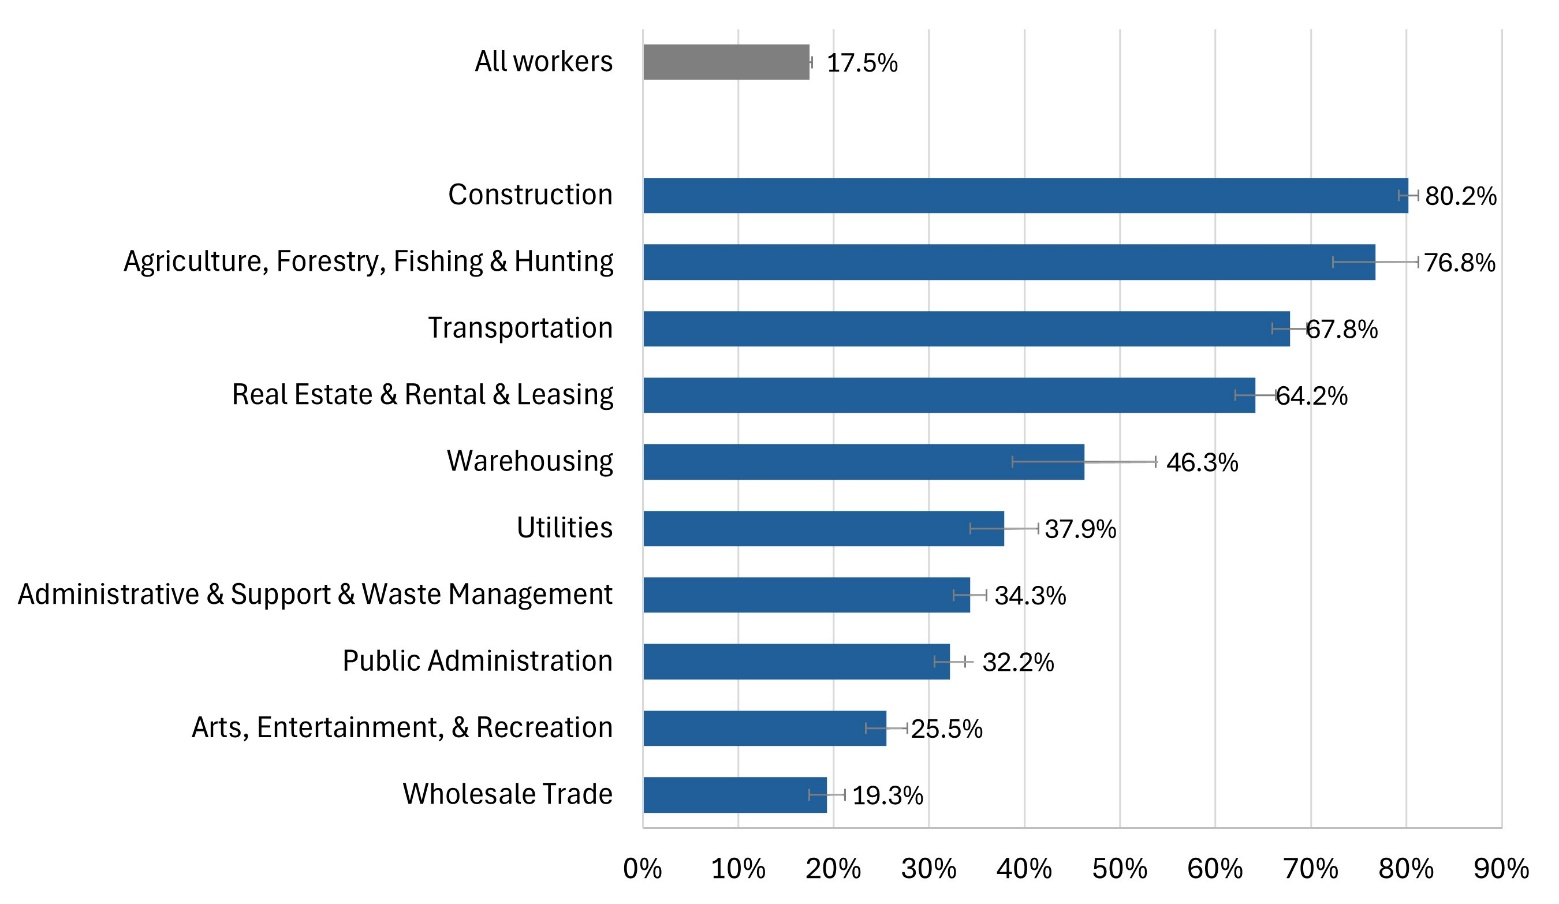 All workers 17.5%
Construction 80.2%
Agriculture, Forestry, Fishing & Hunting 76.8%
Transportation 67.8%
Real Estate & Rental & Leasing 64.2%
Warehousing 46.3%
Utilities 37.9%
Administrative & Support & Waste Management 34.3%
Public Administration 32.2%
Arts, Entertainment, & Recreation 25.5%
Wholesale Trade 19.3%
0% 10% 20% 30% 40% 50% 60% 70% 80% 90%